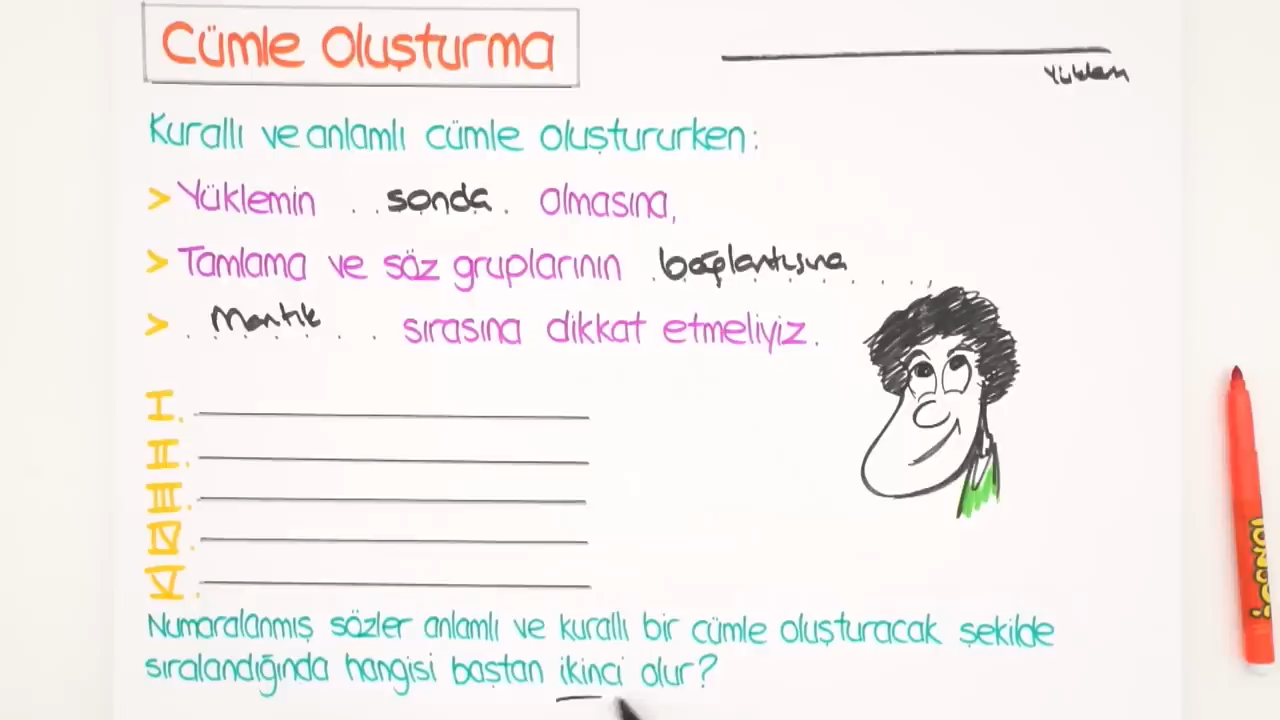 Cümle Oluşturma
Yüklem
Kurallı ve anlamlı cümle oluştururken:
> Yüklemin . . sonda . olmasına,
> Tamlama ve söz gruplarının bağlantısına . . . ,
> . Mantık . . sırasına dikkat etmeliyiz.
I.
II.
III.
IV.
V.
Numaralanmış sözler anlamlı ve kurallı bir cümle oluşturacak şekilde
sıralandığında hangisi baştan ikinci olur?